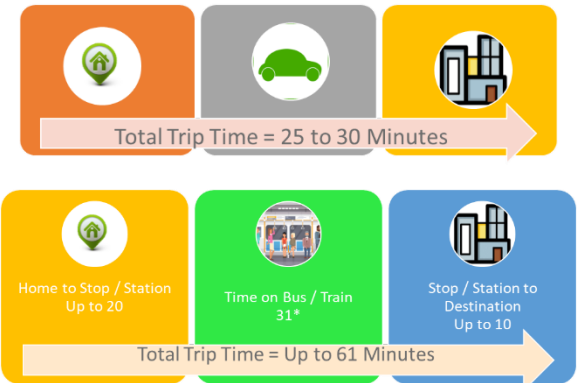 Total Trip Time = 25 to 30 Minutes
Home to Stop / Station
Up to 20
Time on Bus / Train
31*
Stop / Station to
Destination
Up to 10
Total Trip Time = Up to 61 Minutes